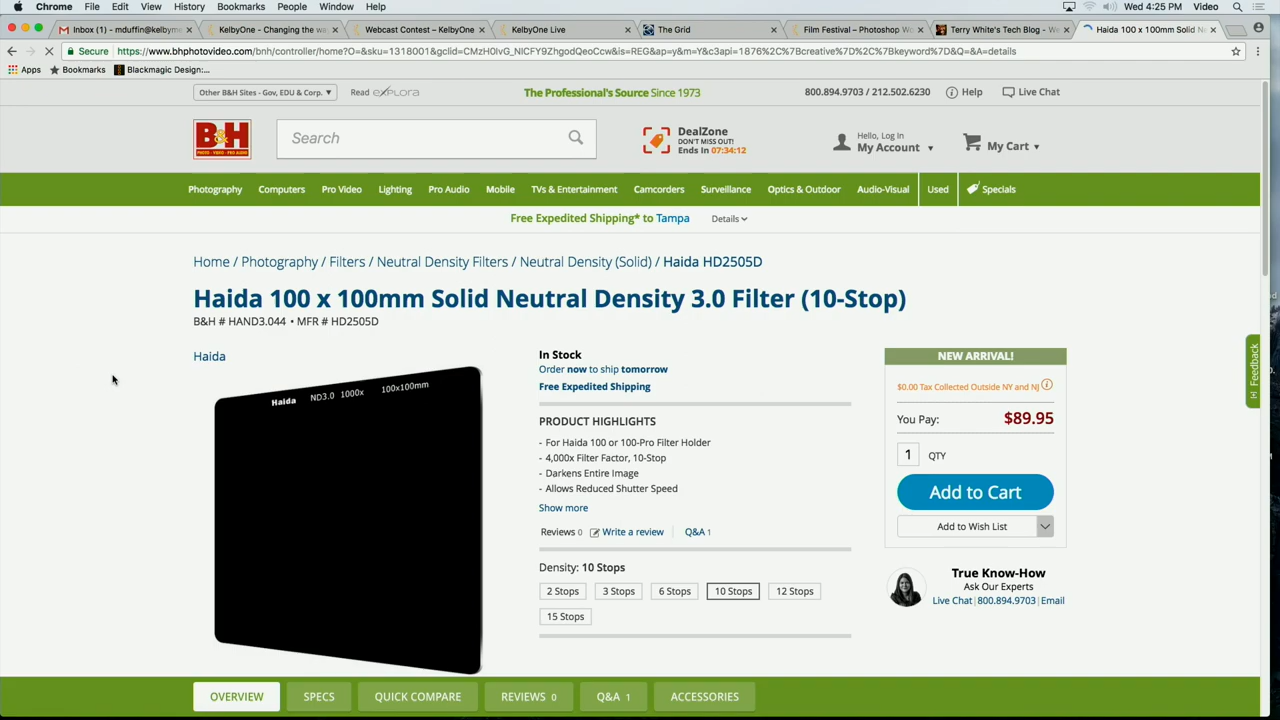 Chrome File Edit View History Bookmarks People Window Help Wed 4:25 PM Video
Inbox (1) - mduffin@kelbyme × KelbyOne - Changing the wa × Webcast Contest – KelbyOne × KelbyOne Live × The Grid × Film Festival – Photoshop Wo × Terry White's Tech Blog - We × Haida 100 x 100mm Solid N ×
Secure https://www.bhphotovideo.com/bnh/controller/home?O=&sku=1318001&gclid=CMzH0IvG_NICFY9ZhgodQeoCcw&is=REG&ap=y&m=Y&c3api=1876%2C%7Bcreative%7D%2C%7Bkeyword%7D&Q=&A=details
Apps Bookmarks Blackmagic Design:...
Other B&H Sites - Gov, EDU & Corp. ▼ Read eXPLORA The Professional's Source Since 1973 800.894.9703 / 212.502.6230 Help Live Chat
B&H
PHOTO - VIDEO - PRO AUDIO
Search
DealZone
DON'T MISS OUT!
Ends In 07:34:12
Hello, Log In
My Account ▼
My Cart ▼
Photography Computers Pro Video Lighting Pro Audio Mobile TVs & Entertainment Camcorders Surveillance Optics & Outdoor Audio-Visual Used Specials
Free Expedited Shipping* to Tampa Details
Home / Photography / Filters / Neutral Density Filters / Neutral Density (Solid) / Haida HD2505D
Haida 100 x 100mm Solid Neutral Density 3.0 Filter (10-Stop)
B&H # HAND3.044 • MFR # HD2505D
Haida
Haida ND3.0 1000x 100x100mm
In Stock
Order now to ship tomorrow
Free Expedited Shipping
PRODUCT HIGHLIGHTS
- For Haida 100 or 100-Pro Filter Holder
- 4,000x Filter Factor, 10-Stop
- Darkens Entire Image
- Allows Reduced Shutter Speed
Show more
Reviews 0 Write a review Q&A 1
Density: 10 Stops
2 Stops 3 Stops 6 Stops 10 Stops 12 Stops
15 Stops
NEW ARRIVAL!
$0.00 Tax Collected Outside NY and NJ
You Pay: $89.95
1 QTY
Add to Cart
Add to Wish List
True Know-How
Ask Our Experts
Live Chat | 800.894.9703 | Email
[+] Feedback
OVERVIEW SPECS QUICK COMPARE REVIEWS 0 Q&A 1 ACCESSORIES